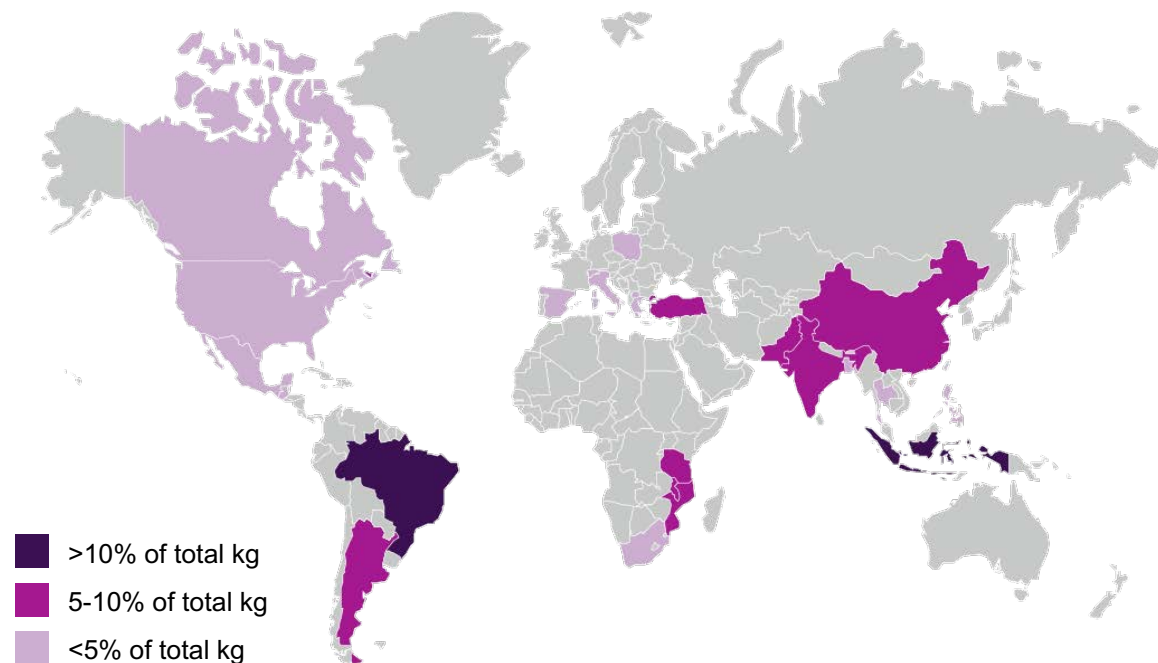 >10% of total kg
5-10% of total kg
<5% of total kg